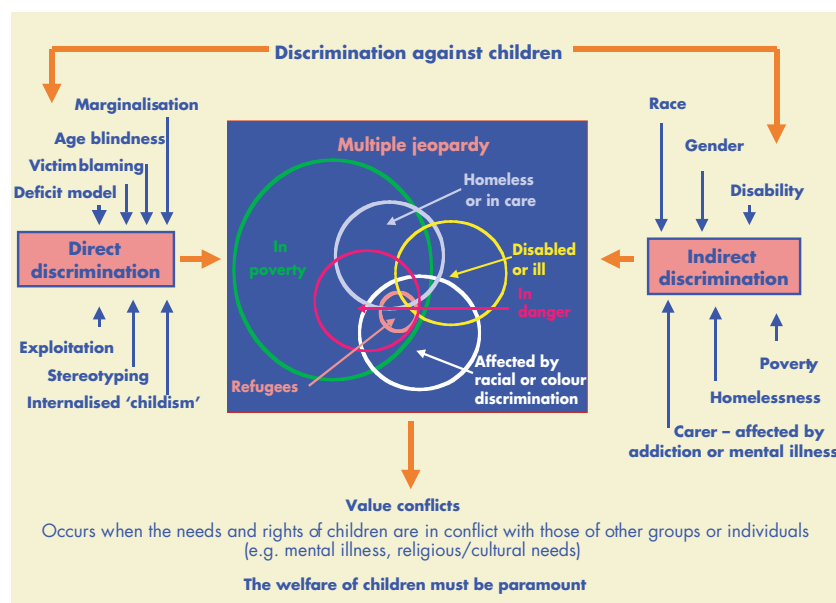 Discrimination against children
Marginalisation
Age blindness
Victimblaming
Deficit model
Direct
discrimination
Exploitation
Stereotyping
Internalised ‘childism’
Multiple jeopardy
Homeless
or in care
In
poverty
Disabled
or ill
In
danger
Refugees
Affected by
racial or colour
discrimination
Race
Gender
Disability
Indirect
discrimination
Poverty
Homelessness
Carer – affected by
addiction or mental illness
Value conflicts
Occurs when the needs and rights of children are in conflict with those of other groups or individuals
(e.g. mental illness, religious/cultural needs)
The welfare of children must be paramount